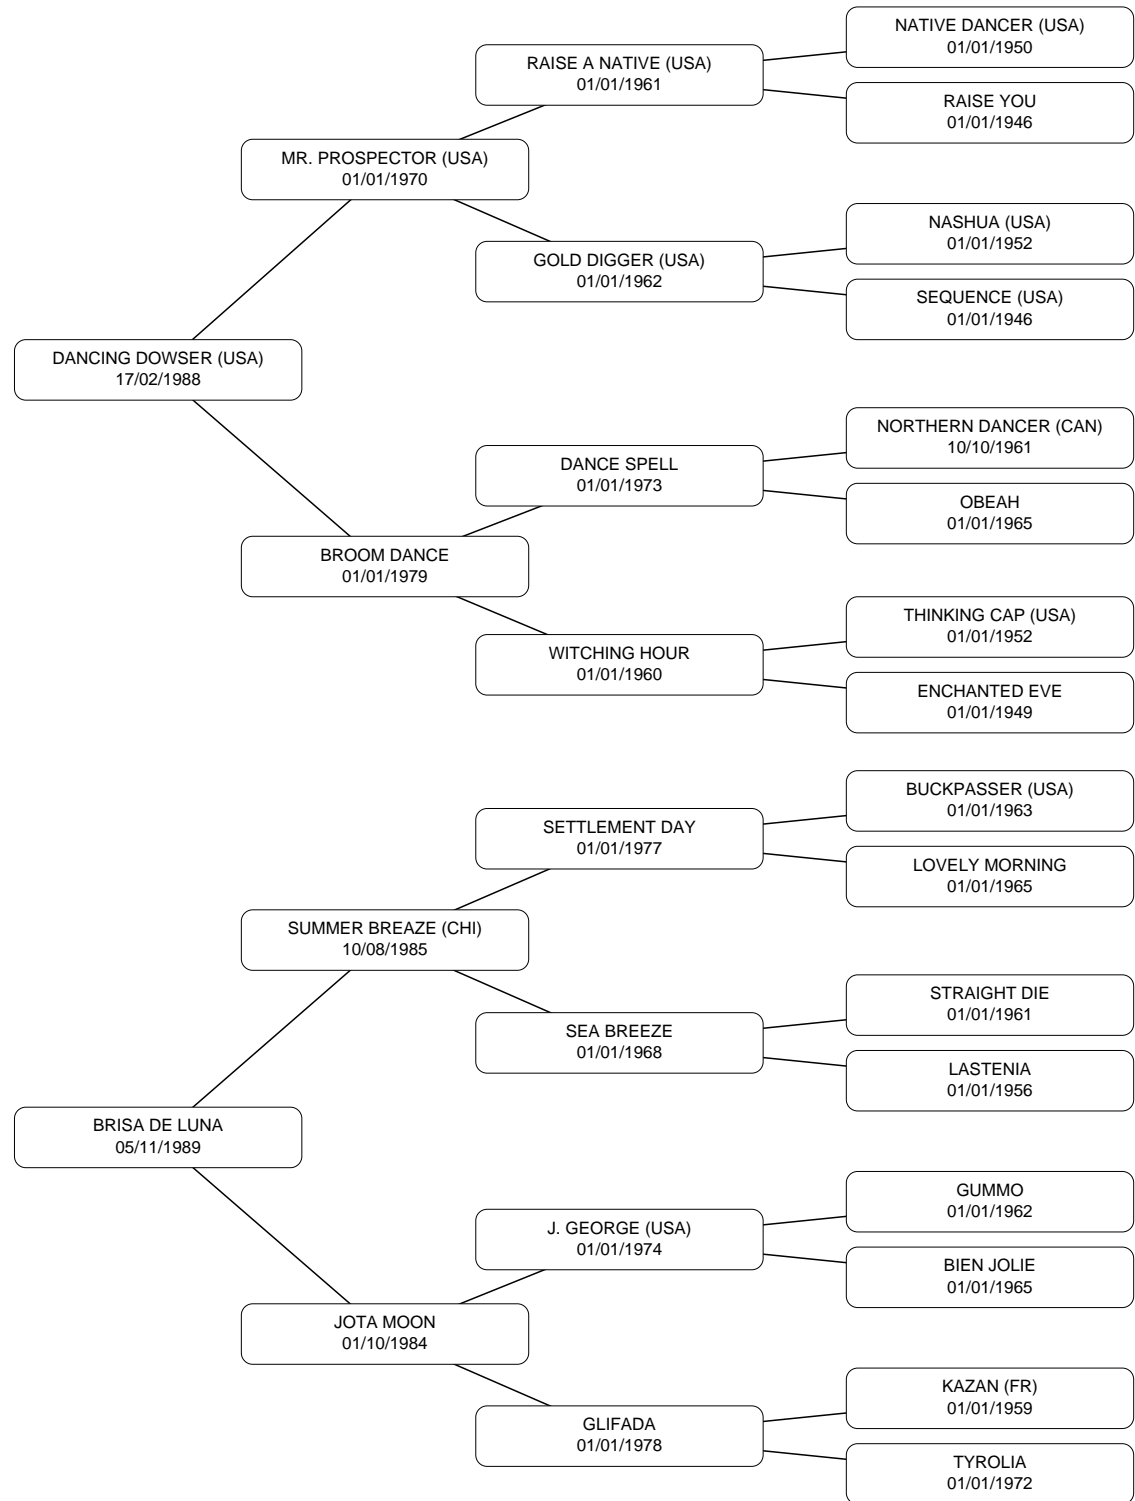 NATIVE DANCER (USA)
01/01/1950
RAISE A NATIVE (USA)
01/01/1961
RAISE YOU
01/01/1946
MR. PROSPECTOR (USA)
01/01/1970
NASHUA (USA)
01/01/1952
GOLD DIGGER (USA)
01/01/1962
SEQUENCE (USA)
01/01/1946
DANCING DOWSER (USA)
17/02/1988
NORTHERN DANCER (CAN)
10/10/1961
DANCE SPELL
01/01/1973
OBEAH
01/01/1965
BROOM DANCE
01/01/1979
THINKING CAP (USA)
01/01/1952
WITCHING HOUR
01/01/1960
ENCHANTED EVE
01/01/1949
BUCKPASSER (USA)
01/01/1963
SETTLEMENT DAY
01/01/1977
LOVELY MORNING
01/01/1965
SUMMER BREAZE (CHI)
10/08/1985
STRAIGHT DIE
01/01/1961
SEA BREEZE
01/01/1968
LASTENIA
01/01/1956
BRISA DE LUNA
05/11/1989
GUMMO
01/01/1962
J. GEORGE (USA)
01/01/1974
BIEN JOLIE
01/01/1965
JOTA MOON
01/10/1984
KAZAN (FR)
01/01/1959
GLIFADA
01/01/1978
TYROLIA
01/01/1972